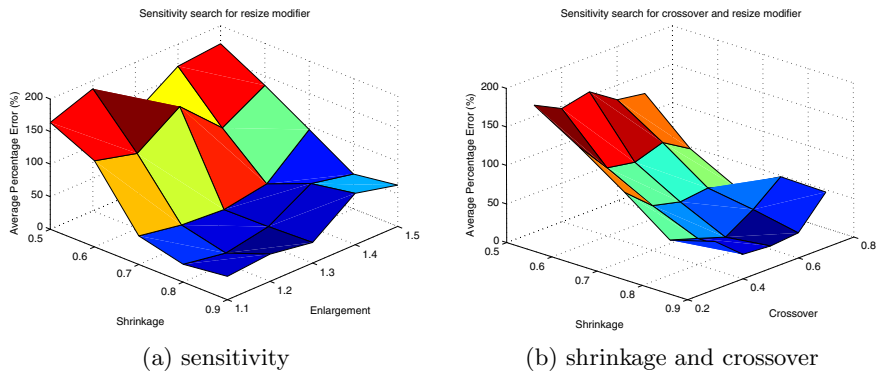 Sensitivity search for resize modifier
Average Percentage Error (%)
200
150
100
50
0
0.5
0.6
0.7
0.8
0.9
Shrinkage
1.1
1.2
1.3
1.4
1.5
Enlargement
(a) sensitivity
Sensitivity search for crossover and resize modifier
Average Percentage Error (%)
200
150
100
50
0
0.5
0.6
0.7
0.8
0.9
Shrinkage
0.2
0.4
0.6
0.8
Crossover
(b) shrinkage and crossover